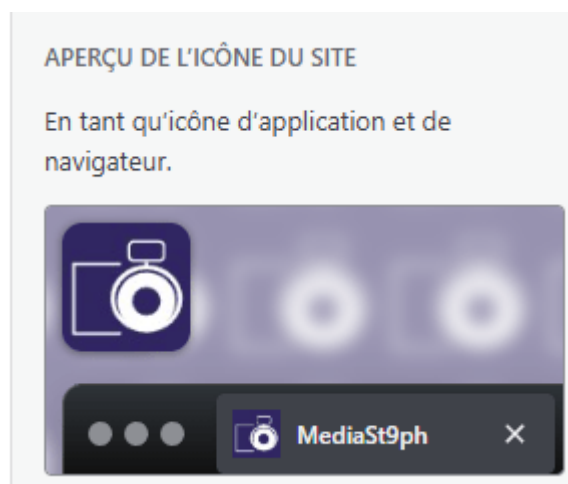 APERÇU DE L’ICÔNE DU SITE
En tant qu’icône d’application et de
navigateur.
MediaSt9ph